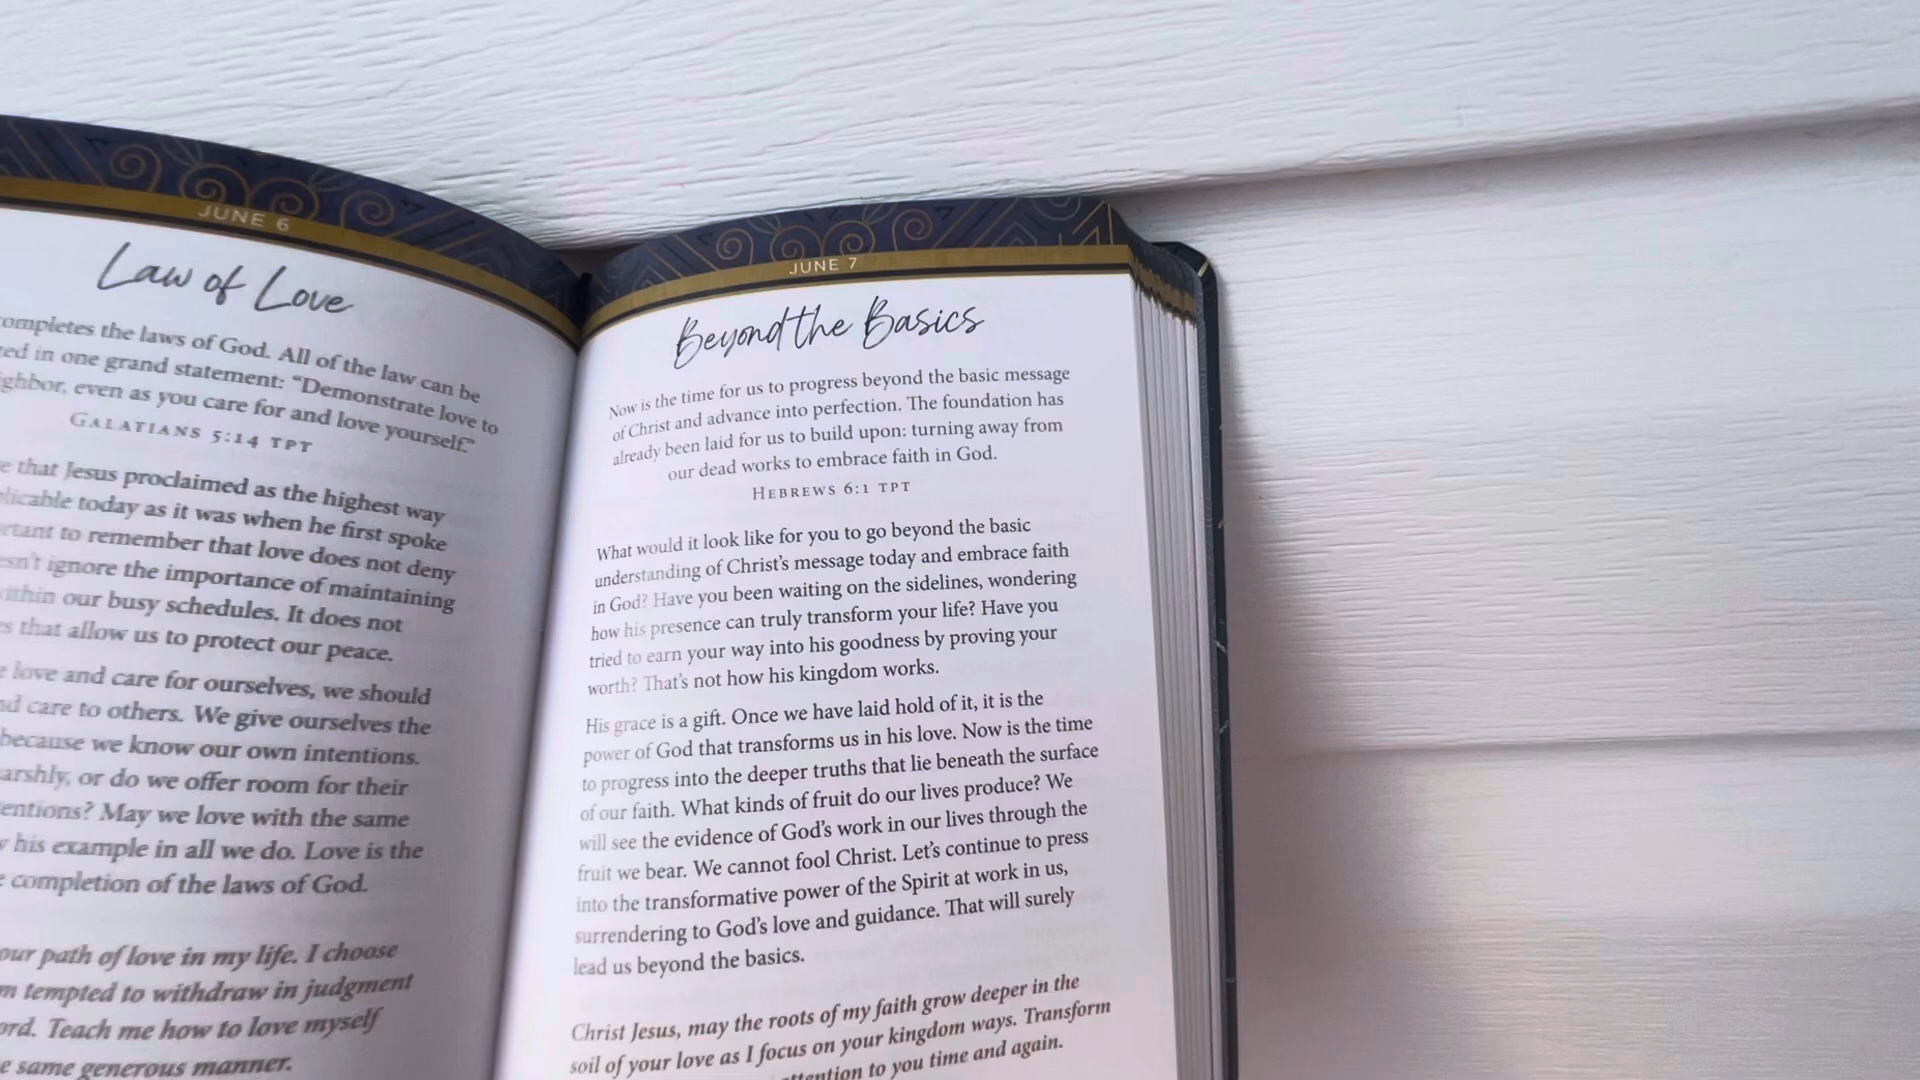 JUNE 6
Law of Love
completes the laws of God. All of the law can be
in one grand statement: “Demonstrate love to
even as you care for and love yourself.”
GALATIANS 5:14 TPT
that Jesus proclaimed as the highest way
today as it was when he first spoke
to remember that love does not deny
ignore the importance of maintaining
within our busy schedules. It does not
that allow us to protect our peace.
love and care for ourselves, we should
care to others. We give ourselves the
because we know our own intentions.
or do we offer room for their
May we love with the same
his example in all we do. Love is the
completion of the laws of God.
path of love in my life. I choose
tempted to withdraw in judgment
Teach me how to love myself
same generous manner.
JUNE 7
Beyond the Basics
Now is the time for us to progress beyond the basic message
of Christ and advance into perfection. The foundation has
already been laid for us to build upon: turning away from
our dead works to embrace faith in God.
HEBREWS 6:1 TPT
What would it look like for you to go beyond the basic
understanding of Christ’s message today and embrace faith
in God? Have you been waiting on the sidelines, wondering
how his presence can truly transform your life? Have you
tried to earn your way into his goodness by proving your
worth? That’s not how his kingdom works.
His grace is a gift. Once we have laid hold of it, it is the
power of God that transforms us in his love. Now is the time
to progress into the deeper truths that lie beneath the surface
of our faith. What kinds of fruit do our lives produce? We
will see the evidence of God’s work in our lives through the
fruit we bear. We cannot fool Christ. Let’s continue to press
into the transformative power of the Spirit at work in us,
surrendering to God’s love and guidance. That will surely
lead us beyond the basics.
Christ Jesus, may the roots of my faith grow deeper in the
soil of your love as I focus on your kingdom ways. Transform
to you time and again.